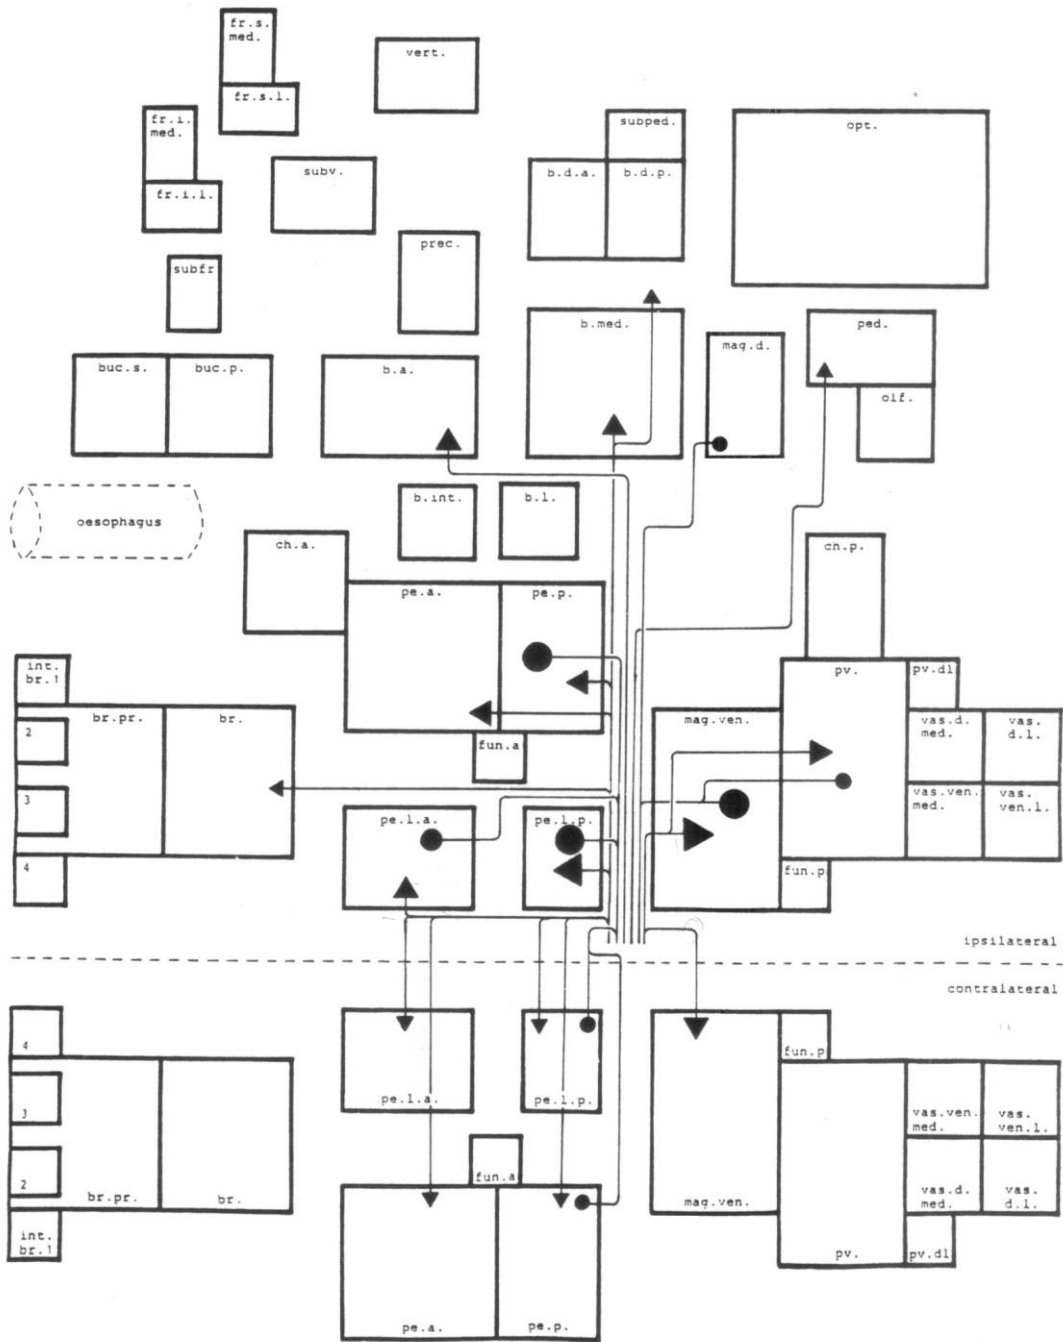 fr.s.
med.
vert.
fr.s.l.
fr.i.
med.
subped.
opt.
subv.
b.d.a.
b.d.p.
fr.i.l.
prec.
subfr
b.med.
ped.
mag.d.
buc.s.
buc.p.
b.a.
olf.
b.int.
b.l.
oesophagus
ch.a.
ch.p.
pe.a.
pe.p.
int.
br.1
pv.
pv.dl
br.pr.
br.
mag.ven.
vas.d.
med.
vas.
d.l.
2
fun.a
3
vas.ven.
med.
vas.
ven.l.
pe.l.a.
pe.l.p.
4
fun.p
ipsilateral
contralateral
4
fun.p
3
pe.l.a.
pe.l.p.
vas.ven.
med.
vas.
ven.l.
2
br.pr.
br.
fun.a
mag.ven.
vas.d.
med.
vas.
d.l.
int.
br.1
pv.
pv.dl
pe.a.
pe.p.